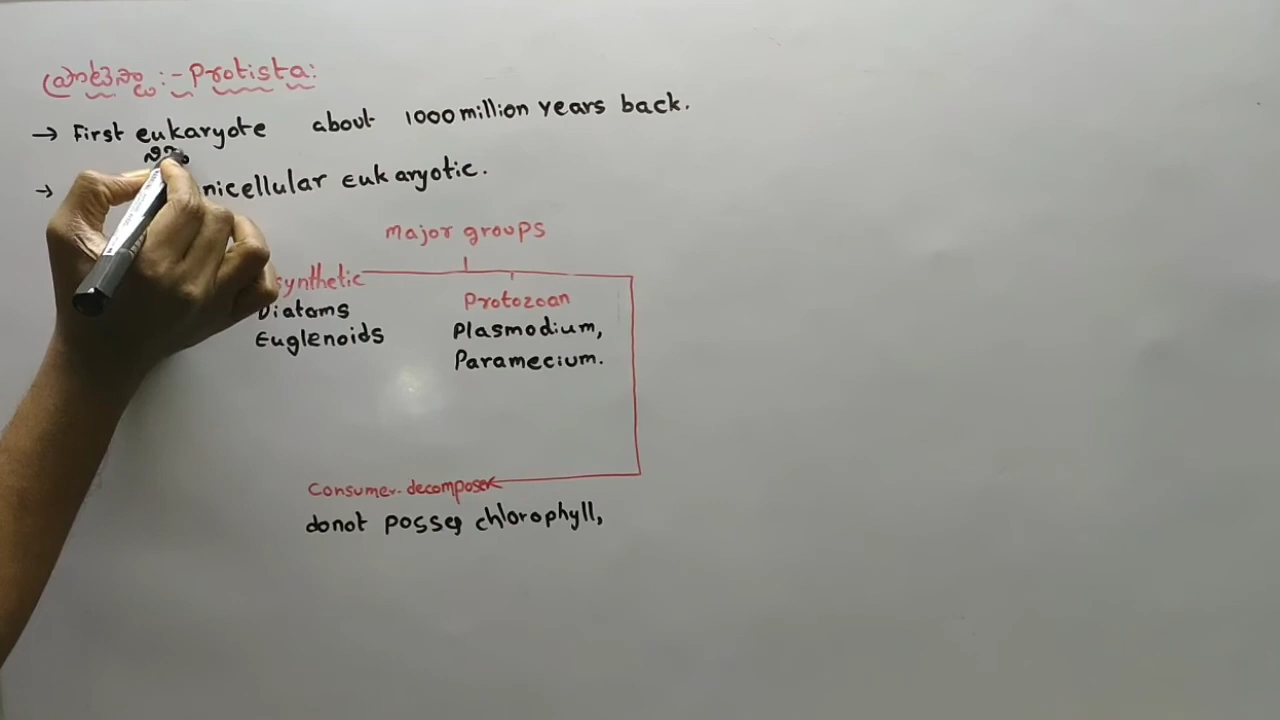 ಪ್ರಾಟಿಸ್ಟಾ :- Protista:
→ First eukaryote about 1000 million years back.
→ nicellular eukaryotic.
Major groups
synthetic
Diatoms
Euglenoids
Protozoan
Plasmodium,
Paramecium.
Consumer-decomposer
donot posses chlorophyll,